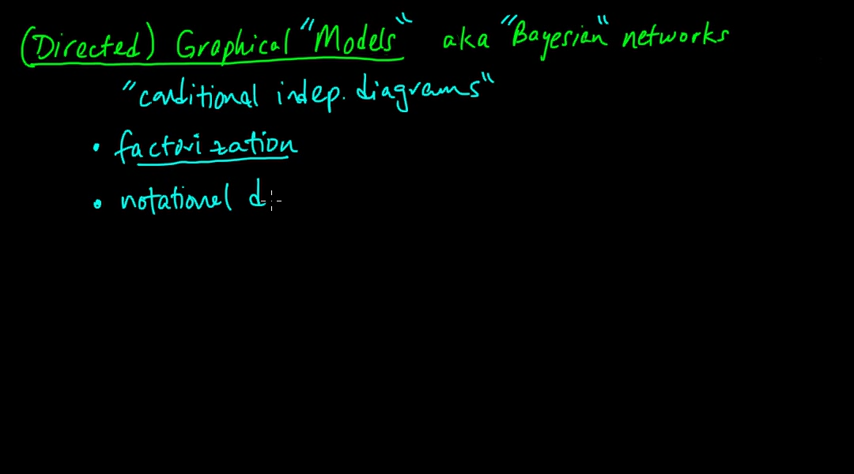 (Directed) Graphical "Models" aka "Bayesian" networks
"conditional indep. diagrams"
• factorization
• notational d